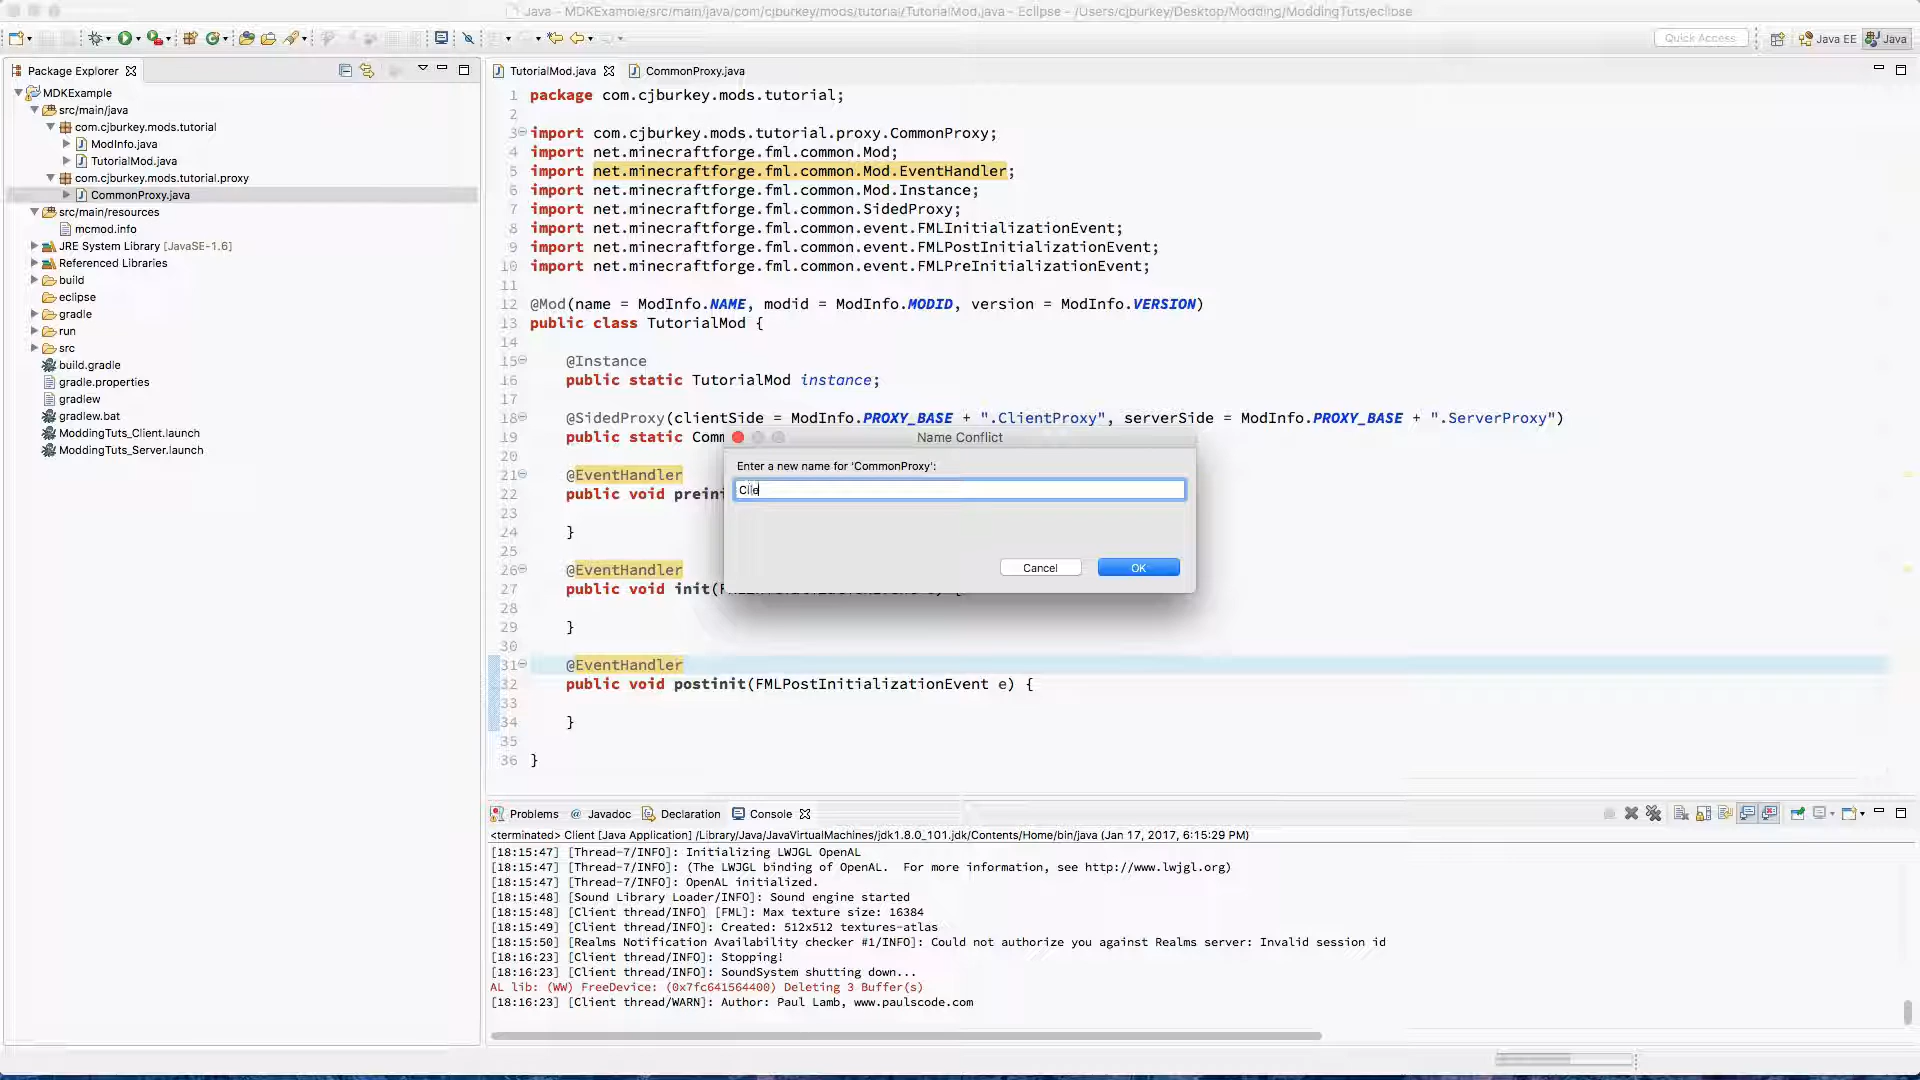 Java - MDKExample/src/main/java/com/cjburkey/mods/tutorial/TutorialMod.java - Eclipse - /Users/cjburkey/Desktop/Modding/ModdingTuts/eclipse
Quick Access
Java EE
Java
Package Explorer
TutorialMod.java
CommonProxy.java
MDKExample
src/main/java
com.cjburkey.mods.tutorial
ModInfo.java
TutorialMod.java
com.cjburkey.mods.tutorial.proxy
CommonProxy.java
src/main/resources
mcmod.info
JRE System Library [JavaSE-1.6]
Referenced Libraries
build
eclipse
gradle
run
src
build.gradle
gradle.properties
gradlew
gradlew.bat
ModdingTuts_Client.launch
ModdingTuts_Server.launch
1 package com.cjburkey.mods.tutorial;
2
3 import com.cjburkey.mods.tutorial.proxy.CommonProxy;
4 import net.minecraftforge.fml.common.Mod;
5 import net.minecraftforge.fml.common.Mod.EventHandler;
6 import net.minecraftforge.fml.common.Mod.Instance;
7 import net.minecraftforge.fml.common.SidedProxy;
8 import net.minecraftforge.fml.common.event.FMLInitializationEvent;
9 import net.minecraftforge.fml.common.event.FMLPostInitializationEvent;
10 import net.minecraftforge.fml.common.event.FMLPreInitializationEvent;
11
12 @Mod(name = ModInfo.NAME, modid = ModInfo.MODID, version = ModInfo.VERSION)
13 public class TutorialMod {
14
15 @Instance
16 public static TutorialMod instance;
17
18 @SidedProxy(clientSide = ModInfo.PROXY_BASE + ".ClientProxy", serverSide = ModInfo.PROXY_BASE + ".ServerProxy")
19 public static Comm
20
21 @EventHandler
22 public void preini
23
24 }
25
26 @EventHandler
27 public void init(
28
29 }
30
31 @EventHandler
32 public void postinit(FMLPostInitializationEvent e) {
33
34 }
35
36 }
Name Conflict
Enter a new name for 'CommonProxy':
Clie
Cancel
OK
Problems
@ Javadoc
Declaration
Console
<terminated> Client [Java Application] /Library/Java/JavaVirtualMachines/jdk1.8.0_101.jdk/Contents/Home/bin/java (Jan 17, 2017, 6:15:29 PM)
[18:15:47] [Thread-7/INFO]: Initializing LWJGL OpenAL
[18:15:47] [Thread-7/INFO]: (The LWJGL binding of OpenAL.  For more information, see http://www.lwjgl.org)
[18:15:47] [Thread-7/INFO]: OpenAL initialized.
[18:15:48] [Sound Library Loader/INFO]: Sound engine started
[18:15:48] [Client thread/INFO] [FML]: Max texture size: 16384
[18:15:49] [Client thread/INFO]: Created: 512x512 textures-atlas
[18:15:50] [Realms Notification Availability checker #1/INFO]: Could not authorize you against Realms server: Invalid session id
[18:16:23] [Client thread/INFO]: Stopping!
[18:16:23] [Client thread/INFO]: SoundSystem shutting down...
AL lib: (WW) FreeDevice: (0x7fc641564400) Deleting 3 Buffer(s)
[18:16:23] [Client thread/WARN]: Author: Paul Lamb, www.paulscode.com